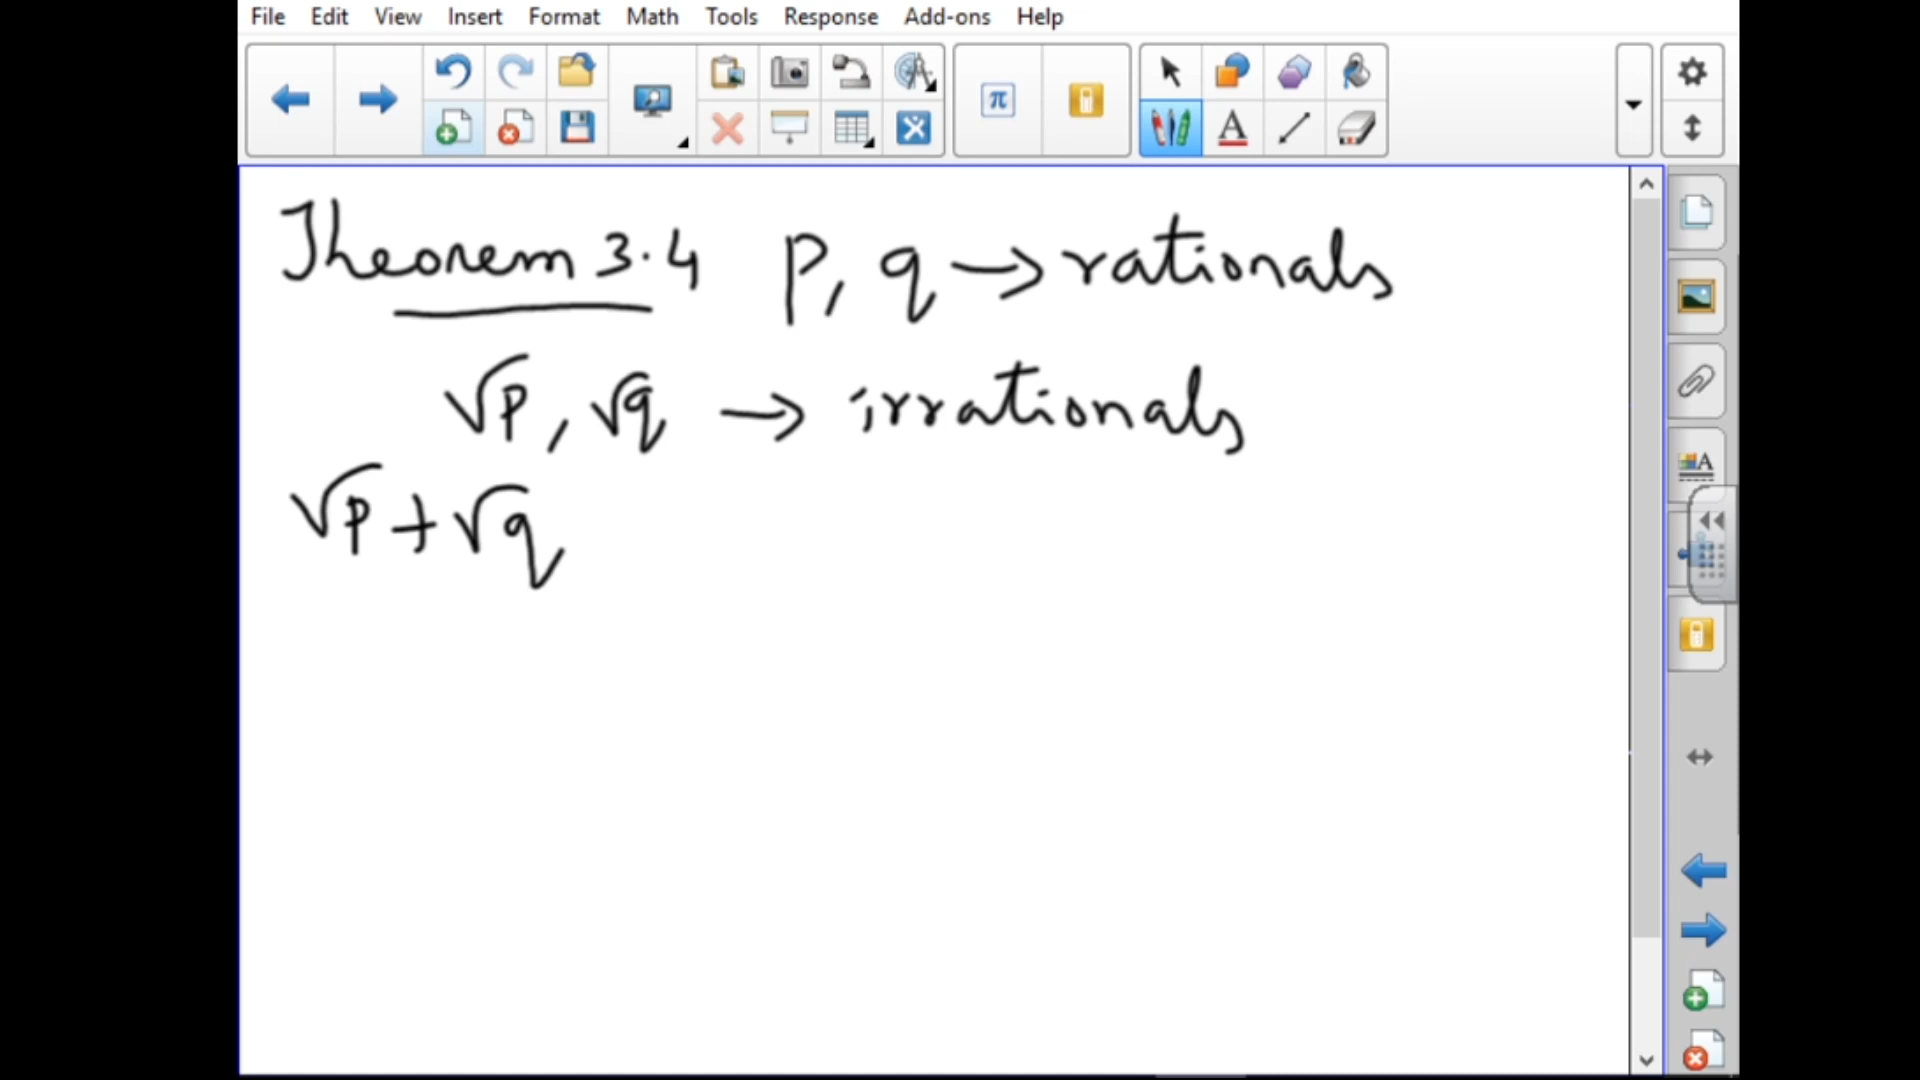 File Edit View Insert Format Math Tools Response Add-ons Help
Theorem 3.4 p, q → rationals
√p, √q → irrationals
√p + √q